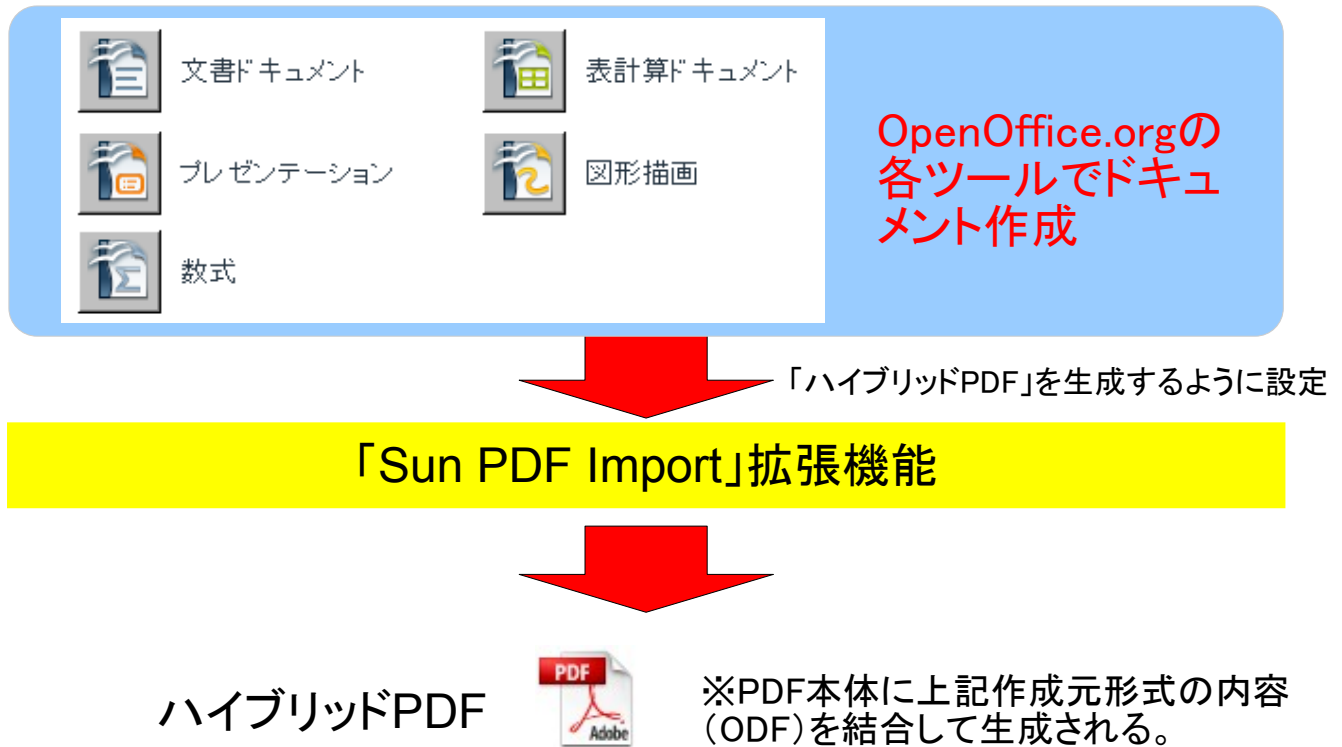 文書ドキュメント
表計算ドキュメント
プレゼンテーション
図形描画
数式
OpenOffice.orgの
各ツールでドキュ
メント作成
「ハイブリッドPDF」を生成するように設定
「Sun PDF Import」拡張機能
ハイブリッドPDF
PDF
Adobe
※PDF本体に上記作成元形式の内容
（ODF）を結合して生成される。